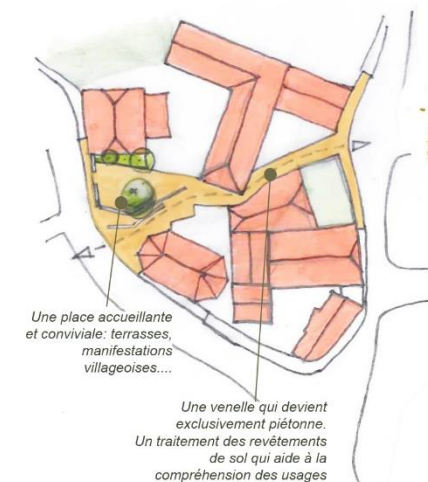 Une place accueillante
et conviviale: terrasses,
manifestations
villageoises....
Une venelle qui devient
exclusivement piétonne.
Un traitement des revêtements
de sol qui aide à la
compréhension des usages